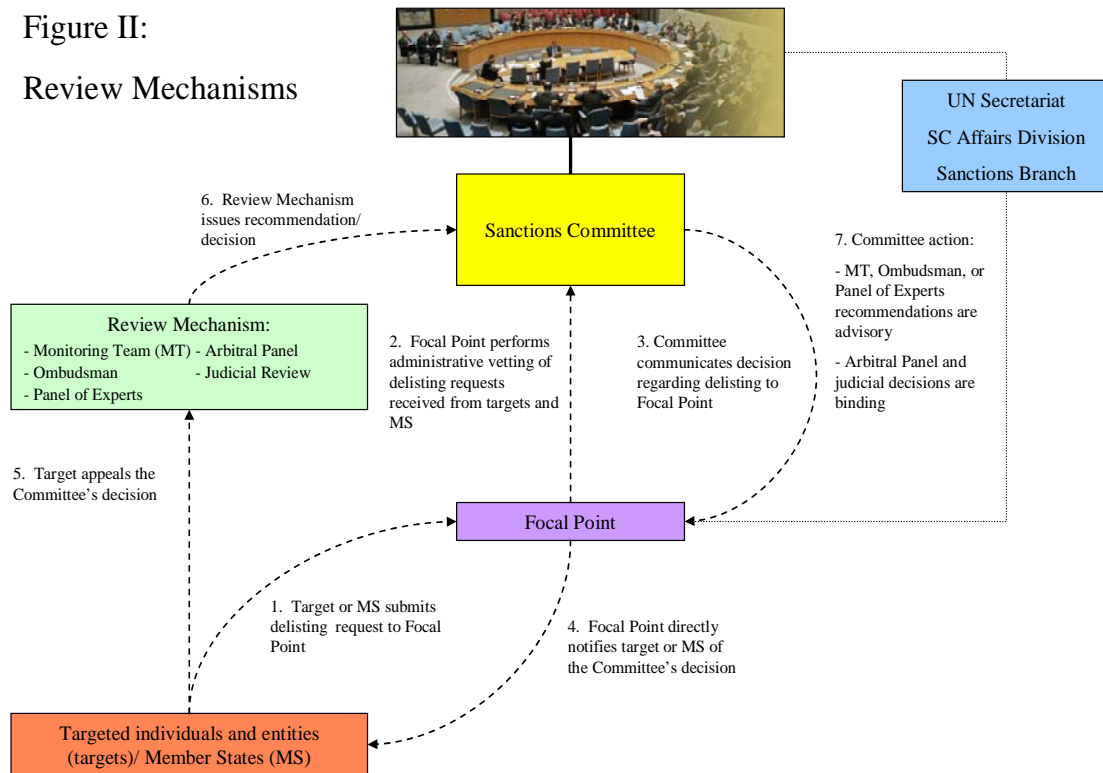 Figure II:
Review Mechanisms
UN Secretariat
SC Affairs Division
Sanctions Branch
6. Review Mechanism
issues recommendation/
decision
Sanctions Committee
7. Committee action:
- MT, Ombudsman, or
Panel of Experts
recommendations are
advisory
- Arbitral Panel and
judicial decisions are
binding
Review Mechanism:
- Monitoring Team (MT) - Arbitral Panel
- Ombudsman - Judicial Review
- Panel of Experts
2. Focal Point performs
administrative vetting of
delisting requests
received from targets and
MS
3. Committee
communicates decision
regarding delisting to
Focal Point
5. Target appeals the
Committee's decision
Focal Point
1. Target or MS submits
delisting request to Focal
Point
4. Focal Point directly
notifies target or MS of
the Committee's decision
Targeted individuals and entities
(targets)/ Member States (MS)